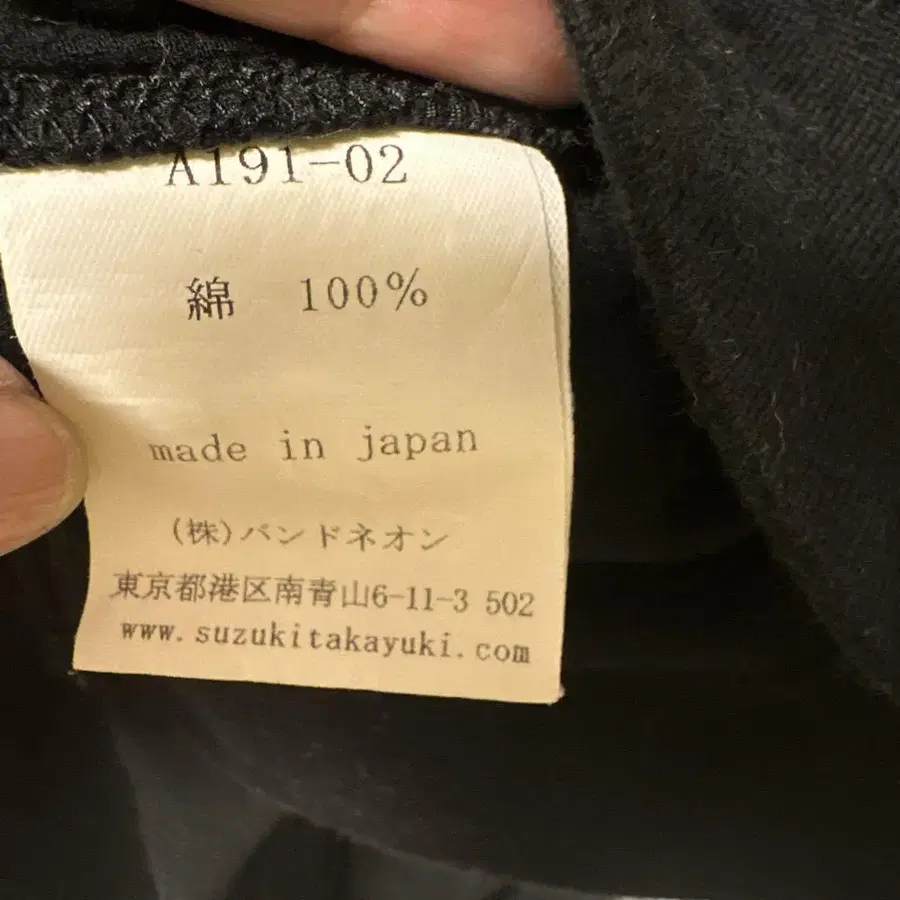 A191-02
綿 100%
made in japan
(株)バンドネオン
東京都港区南青山6-11-3 502
www.suzukitakayuki.com